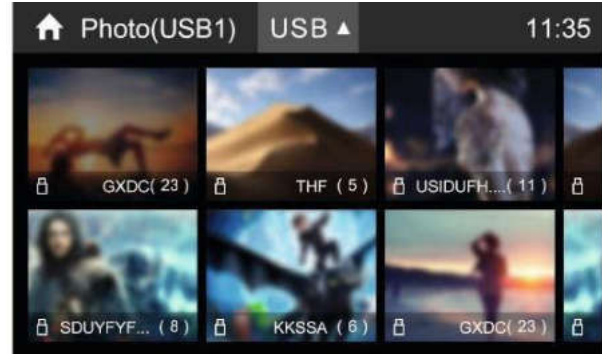 Photo(USB1) USB ▲ 11:35
GXDC( 23 ) THF ( 5 ) USIDUFH....( 11 )
SDUYFYF... ( 8 ) KKSSA ( 6 ) GXDC( 23 )